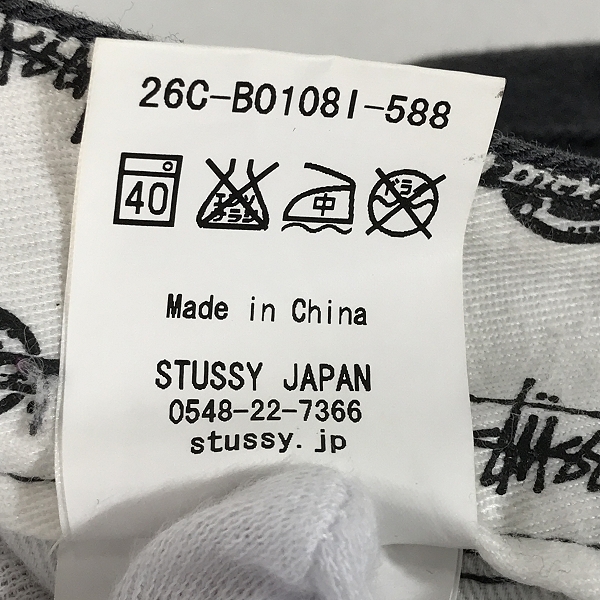 26C-B0108I-588
40 エンソ サラシ 中 ドライ
Made in China
STUSSY JAPAN
0548-22-7366
stussy.jp